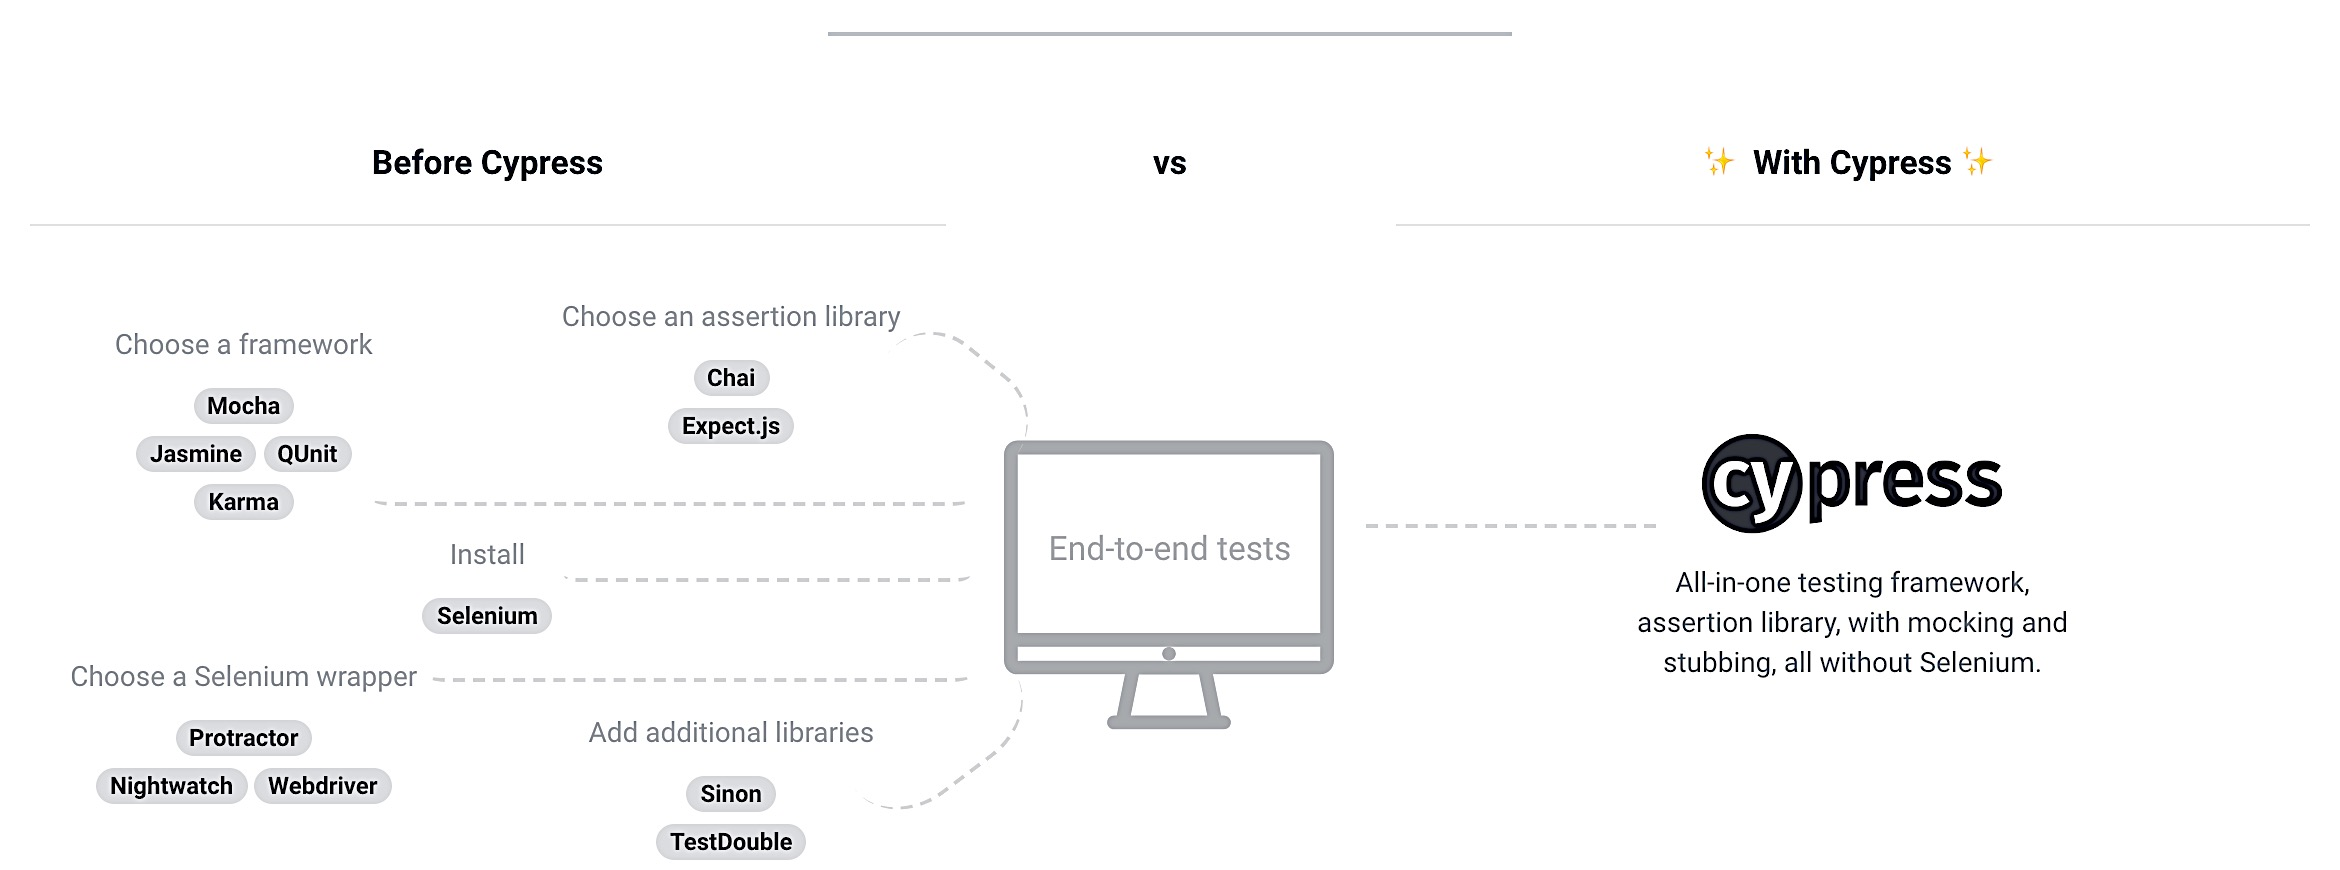 Before Cypress
vs
✨ With Cypress ✨
Choose a framework
Mocha
Jasmine QUnit
Karma
Choose an assertion library
Chai
Expect.js
Install
Selenium
Choose a Selenium wrapper
Protractor
Nightwatch Webdriver
Add additional libraries
Sinon
TestDouble
End-to-end tests
cypress
All-in-one testing framework,
assertion library, with mocking and
stubbing, all without Selenium.